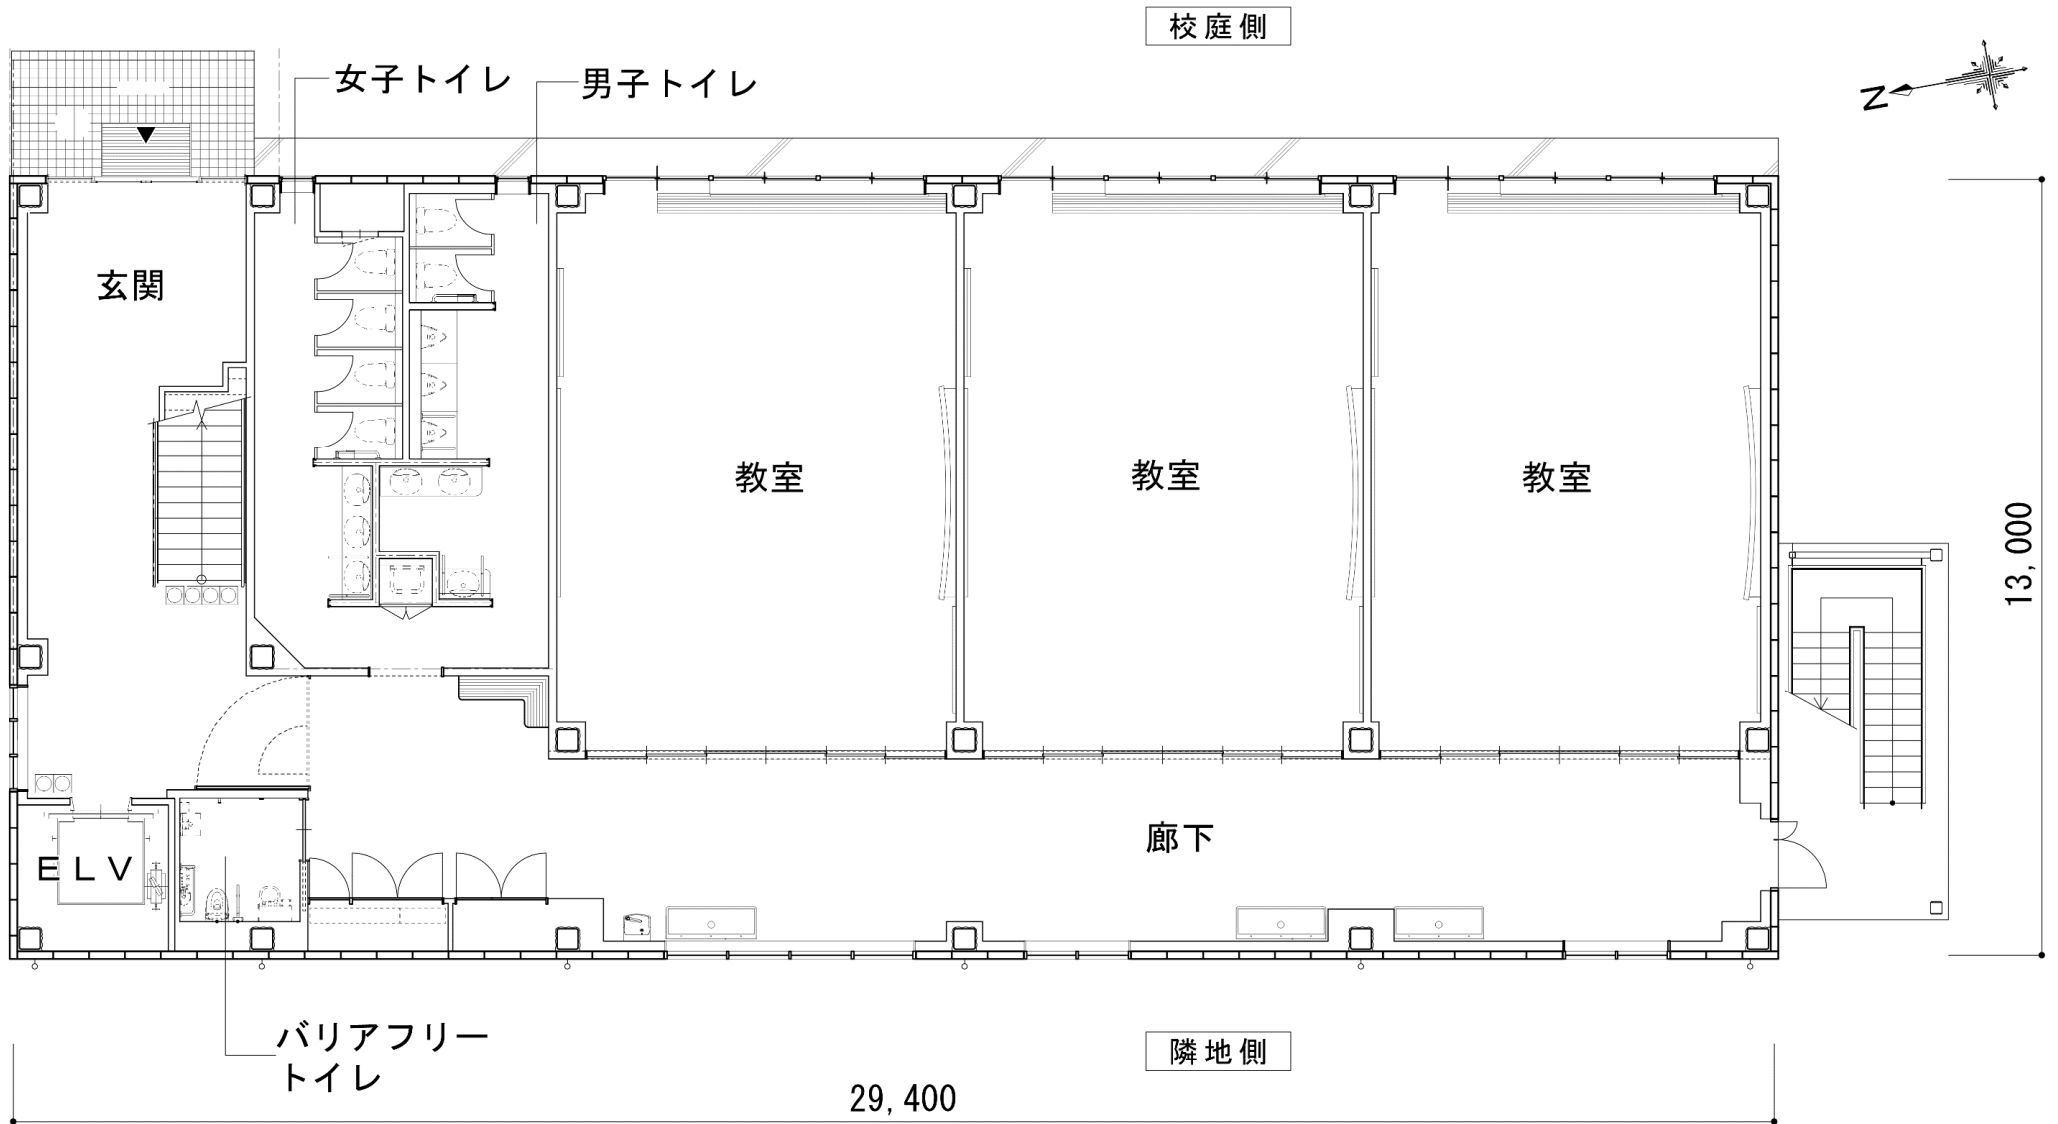 校庭側
女子トイレ
男子トイレ
N
玄関
教室
教室
教室
13,000
廊下
ELV
バリアフリー
トイレ
隣地側
29,400